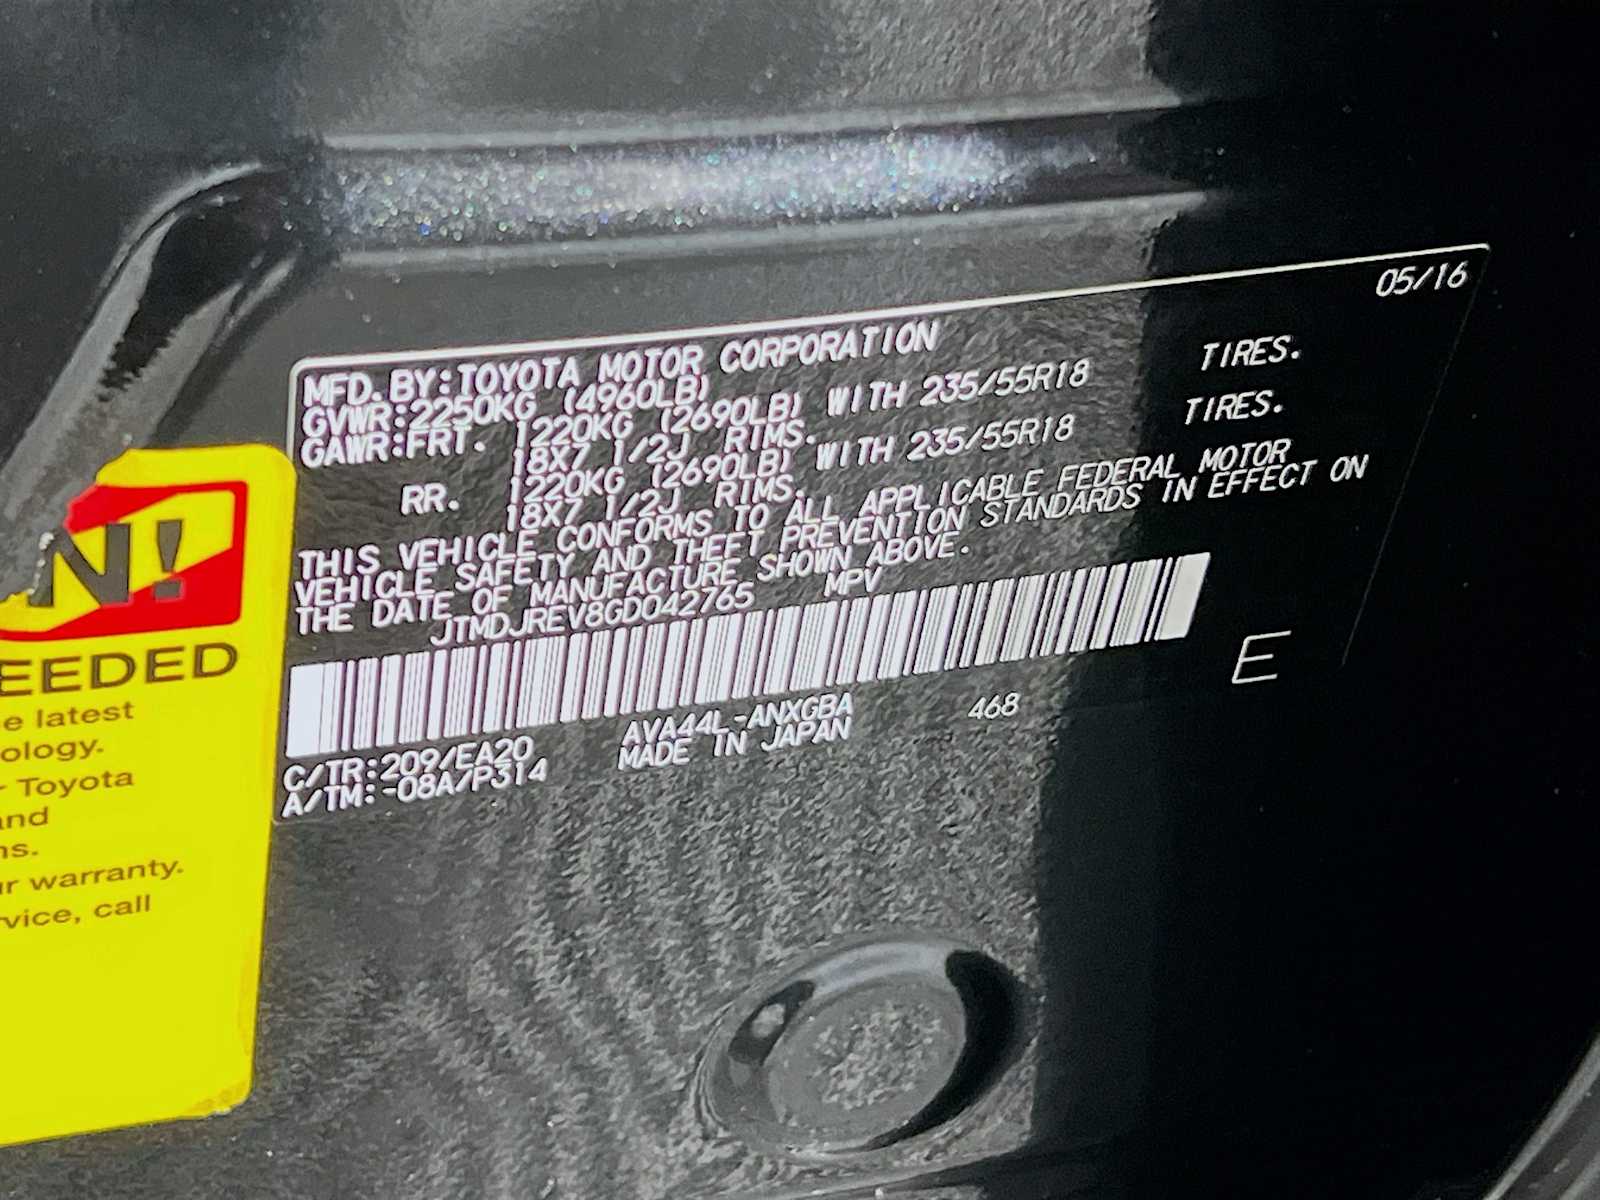 05/16
MFD. BY: TOYOTA MOTOR CORPORATION
GVWR: 2250KG (4960LB)
GAWR: FRT. 1220KG (2690LB) WITH 235/55R18 TIRES.
18X7 1/2J RIMS.
RR. 1220KG (2690LB) WITH 235/55R18 TIRES.
18X7 1/2J RIMS.
THIS VEHICLE CONFORMS TO ALL APPLICABLE FEDERAL MOTOR
VEHICLE SAFETY AND THEFT PREVENTION STANDARDS IN EFFECT ON
THE DATE OF MANUFACTURE SHOWN ABOVE.
JTMDJREV8GD042765 MPV
E
C/TR: 209/EA20 AVA44L-ANXGBA 468
A/TM: -08A/P314 MADE IN JAPAN
N!
EEDED
e latest
ology.
r Toyota
and
ns.
ur warranty.
rvice, call